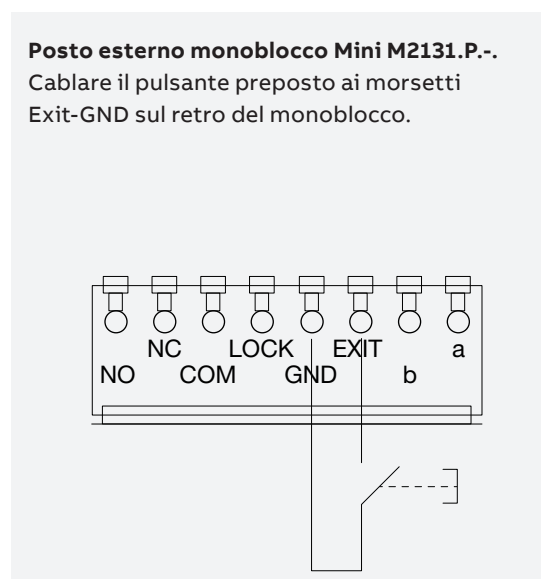 Posto esterno monoblocco Mini M2131.P.-.
Cablare il pulsante preposto ai morsetti
Exit-GND sul retro del monoblocco.
NC LOCK EXIT a
NO COM GND b